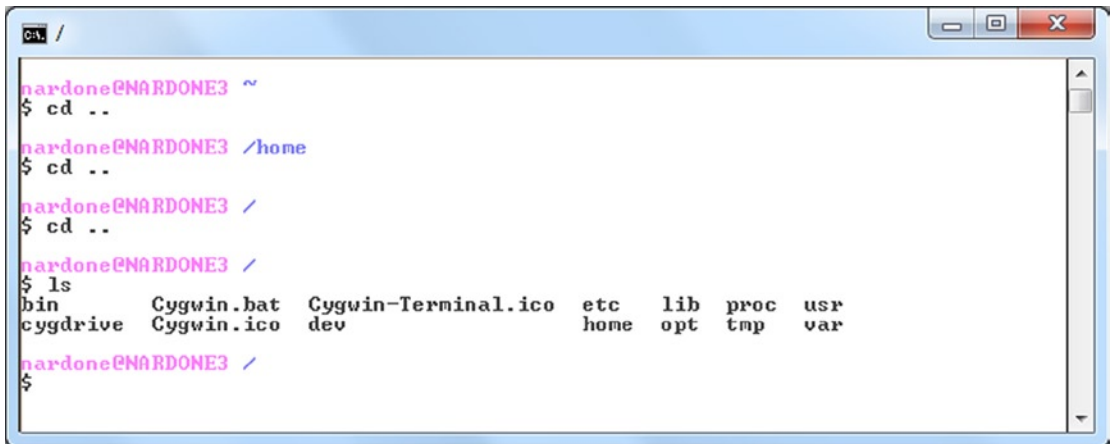 C:\. /
nardone@NARDONE3 ~
$ cd ..
nardone@NARDONE3 /home
$ cd ..
nardone@NARDONE3 /
$ cd ..
nardone@NARDONE3 /
$ ls
bin Cygwin.bat Cygwin-Terminal.ico etc lib proc usr
cygdrive Cygwin.ico dev home opt tmp var
nardone@NARDONE3 /
$